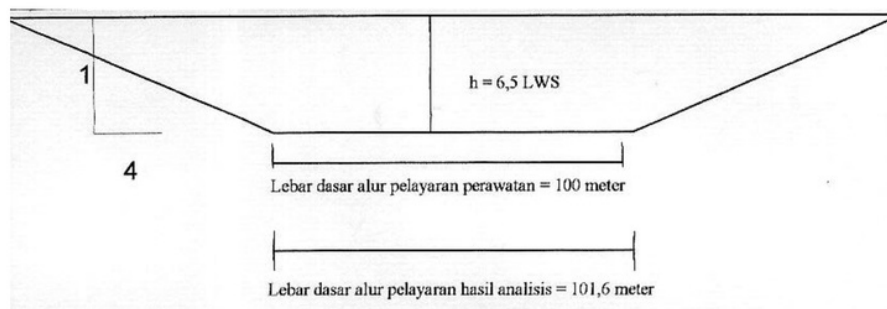 1
h = 6,5 LWS
4
Lebar dasar alur pelayaran perawatan = 100 meter
Lebar dasar alur pelayaran hasil analisis = 101,6 meter